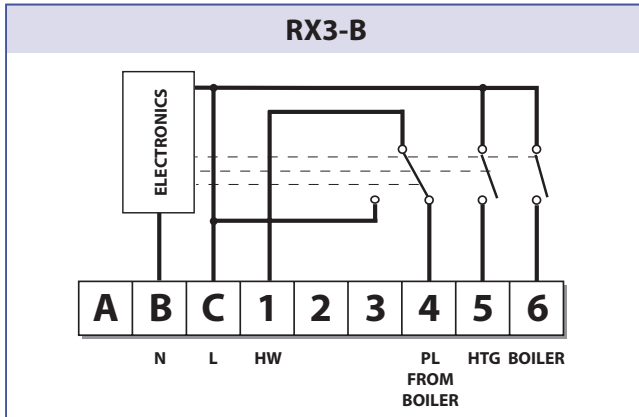 RX3-B
ELECTRONICS
A B C 1 2 3 4 5 6
N L HW PL HTG BOILER
FROM
BOILER